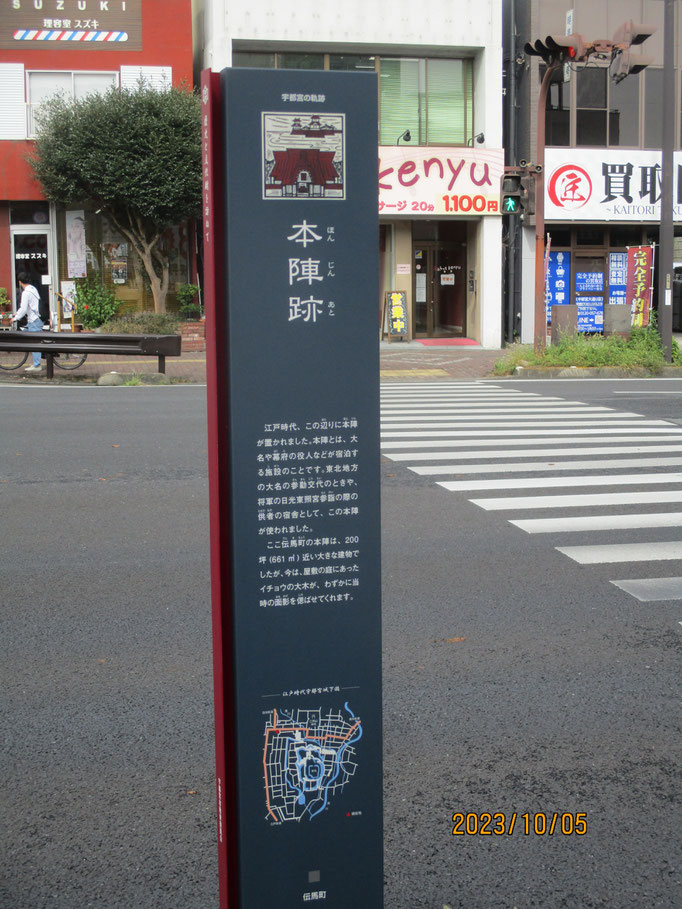 SUZUKI
理容室 スズキ
宇都宮の軌跡
本陣跡
ほん
じん
あと
江戸時代、この辺りに本陣
が置かれました。本陣とは、大
名や幕府の役人などが宿泊す
る施設のことです。東北地方
の大名の参勤交代のときや、
将軍の日光東照宮参詣の際の
供者の宿舎として、この本陣
が使われました。
ここ伝馬町の本陣は、200
坪(661㎡)近い大きな建物で
したが、今は、屋敷の庭にあった
イチョウの大木が、わずかに当
時の面影を偲ばせてくれます。
江戸時代宇都宮城下図
伝馬町
kenyu
サージ 20分 1,100円
営業中
匠
買取
~KAITORI
完全予約
2023/10/05